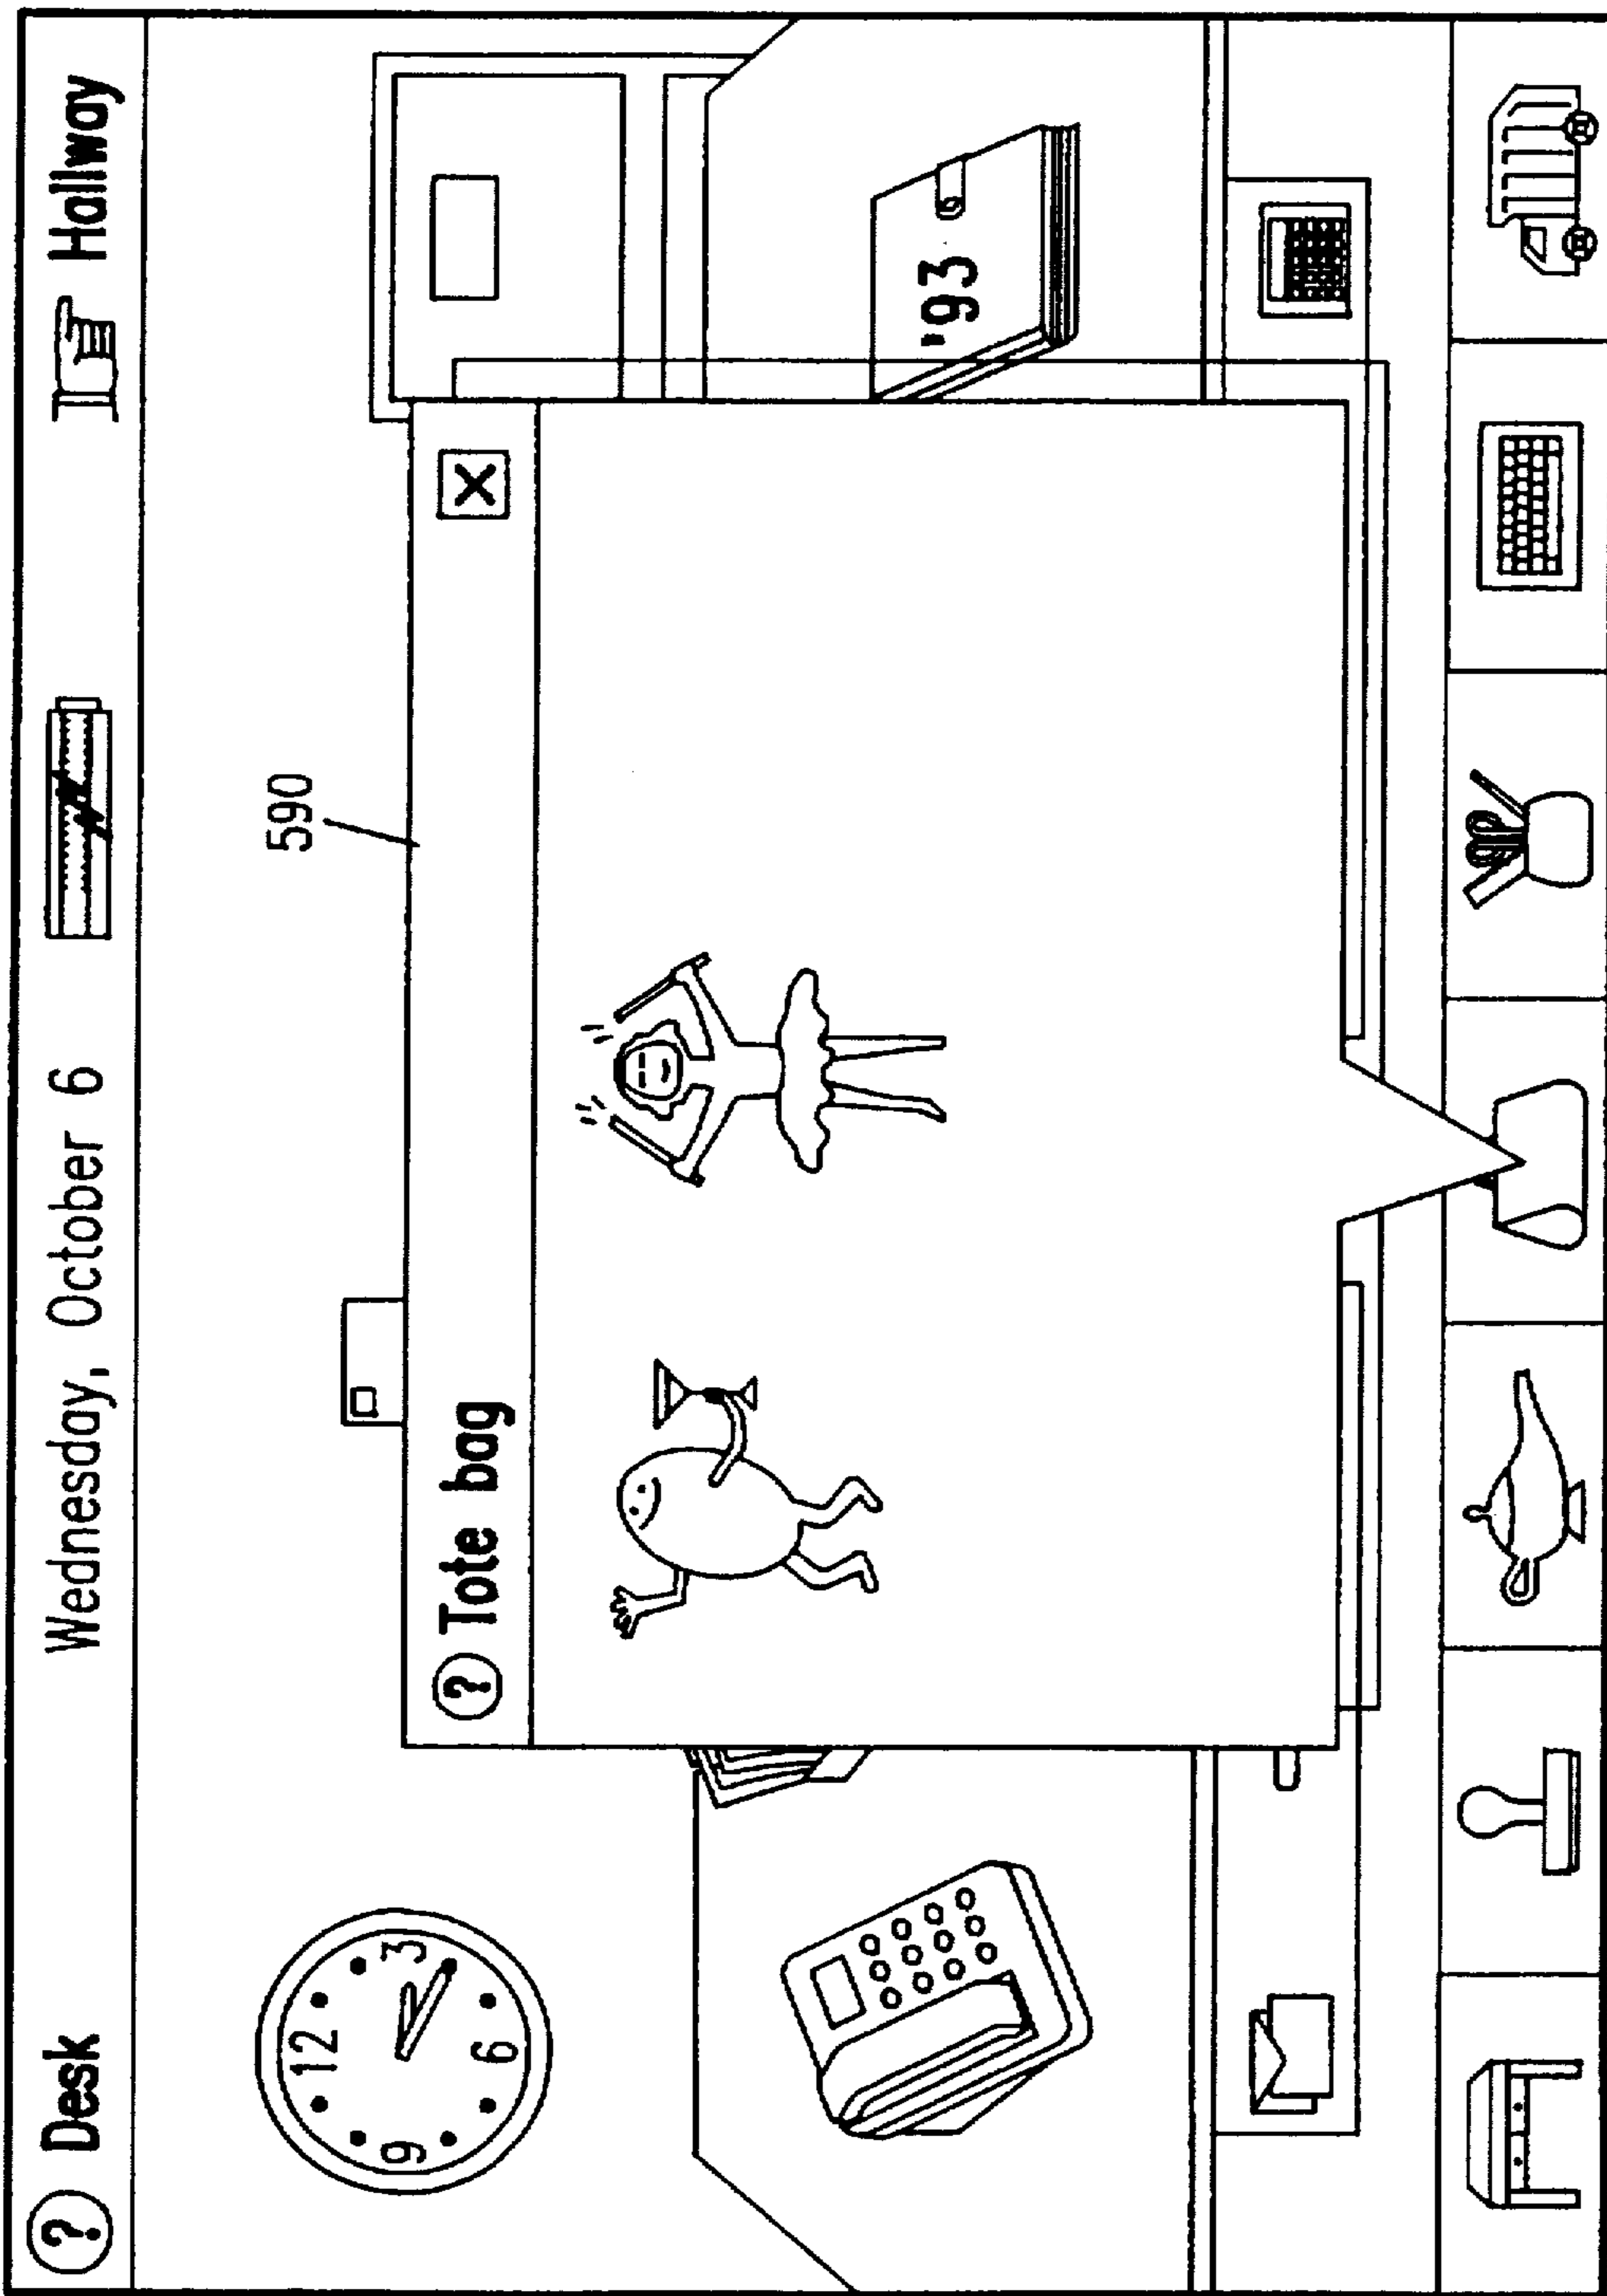 ? Desk Wednesday, October 6 Hallway
590
? Tote bag X
12
9 3
6
'93